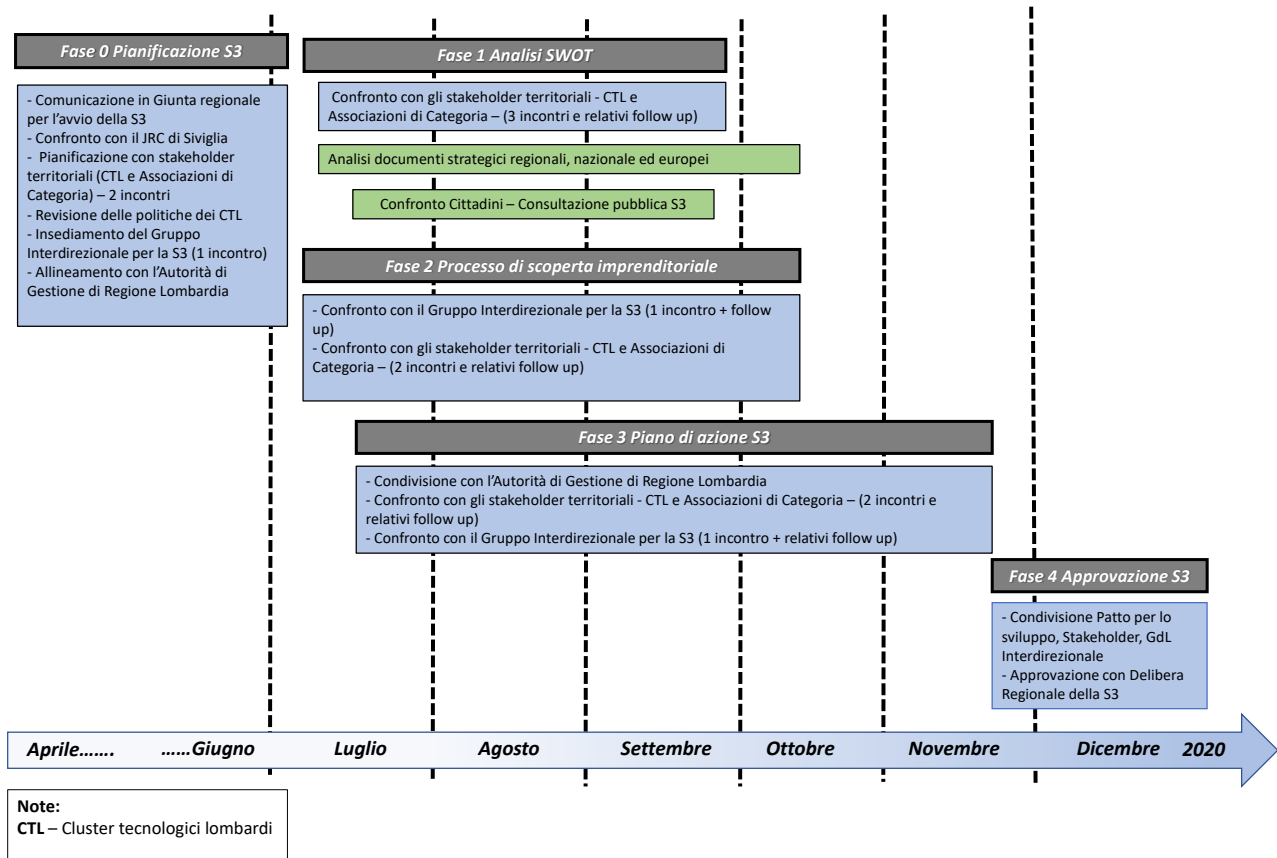 Fase 0 Pianificazione S3
- Comunicazione in Giunta regionale
per l'avvio della S3
- Confronto con il JRC di Siviglia
- Pianificazione con stakeholder
territoriali (CTL e Associazioni di
Categoria) – 2 incontri
- Revisione delle politiche dei CTL
- Insediamento del Gruppo
Interdirezionale per la S3 (1 incontro)
- Allineamento con l'Autorità di
Gestione di Regione Lombardia
Fase 1 Analisi SWOT
Confronto con gli stakeholder territoriali - CTL e
Associazioni di Categoria – (3 incontri e relativi follow up)
Analisi documenti strategici regionali, nazionale ed europei
Confronto Cittadini – Consultazione pubblica S3
Fase 2 Processo di scoperta imprenditoriale
- Confronto con il Gruppo Interdirezionale per la S3 (1 incontro + follow
up)
- Confronto con gli stakeholder territoriali - CTL e Associazioni di
Categoria – (2 incontri e relativi follow up)
Fase 3 Piano di azione S3
- Condivisione con l'Autorità di Gestione di Regione Lombardia
- Confronto con gli stakeholder territoriali - CTL e Associazioni di Categoria – (2 incontri e
relativi follow up)
- Confronto con il Gruppo Interdirezionale per la S3 (1 incontro + relativi follow up)
Fase 4 Approvazione S3
- Condivisione Patto per lo
sviluppo, Stakeholder, GdL
Interdirezionale
- Approvazione con Delibera
Regionale della S3
Aprile....... ......Giugno Luglio Agosto Settembre Ottobre Novembre Dicembre 2020
Note:
CTL – Cluster tecnologici lombardi